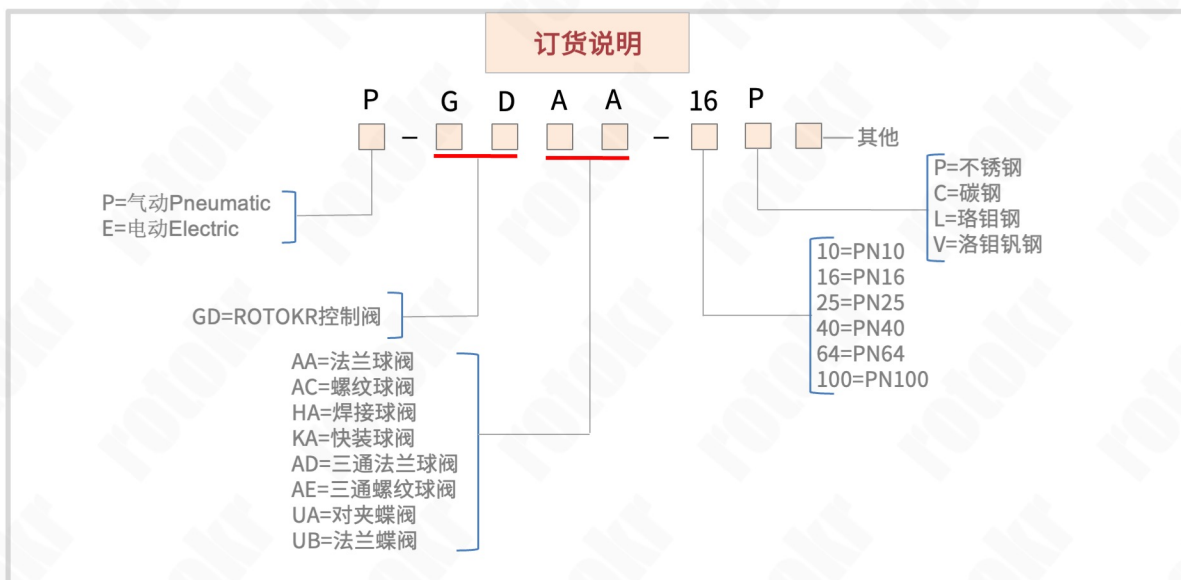 订货说明
P G D A A 16 P
– –
其他
P=气动Pneumatic
E=电动Electric
P=不锈钢
C=碳钢
L=珞钼钢
V=洛钼钒钢
10=PN10
16=PN16
25=PN25
40=PN40
64=PN64
100=PN100
GD=ROTOKR控制阀
AA=法兰球阀
AC=螺纹球阀
HA=焊接球阀
KA=快装球阀
AD=三通法兰球阀
AE=三通螺纹球阀
UA=对夹蝶阀
UB=法兰蝶阀
rotokr